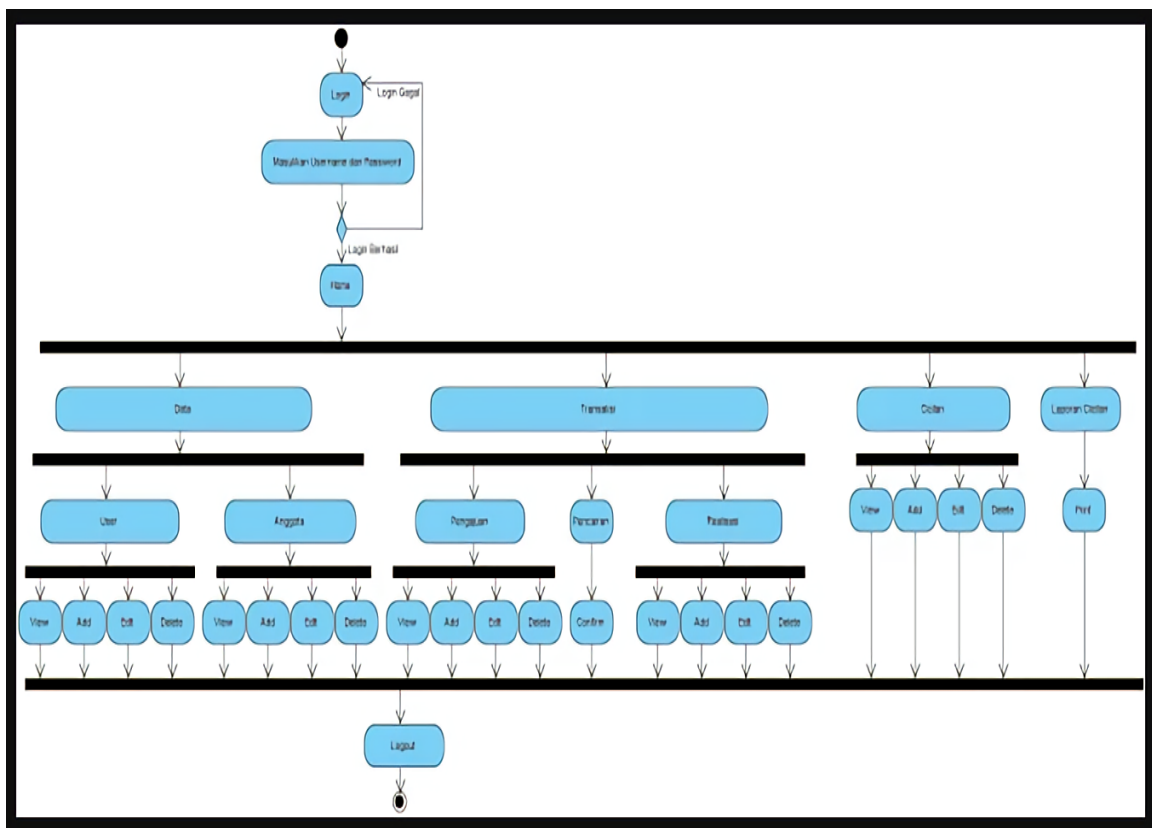 Login
Login Gagal
Masukkan Username dan Password
Login Berhasil
Home
Data
Transaksi
Cicilan
Laporan Cicilan
User
Anggota
Pengajuan
Pencairan
Realisasi
View
Add
Edit
Delete
Print
View
Add
Edit
Delete
View
Add
Edit
Delete
View
Add
Edit
Delete
Confirm
View
Add
Edit
Delete
Logout